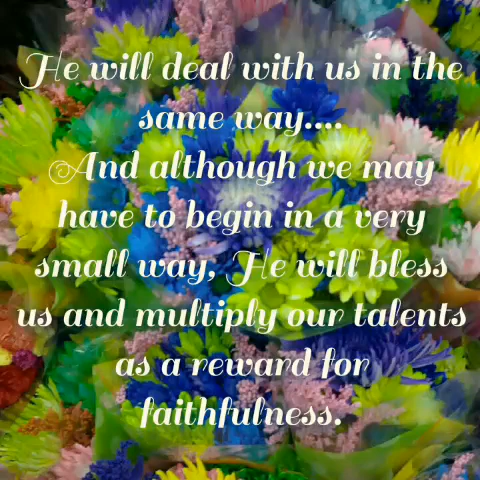 He will deal with us in the
same way....
And although we may
have to begin in a very
small way, He will bless
us and multiply our talents
as a reward for
faithfulness.